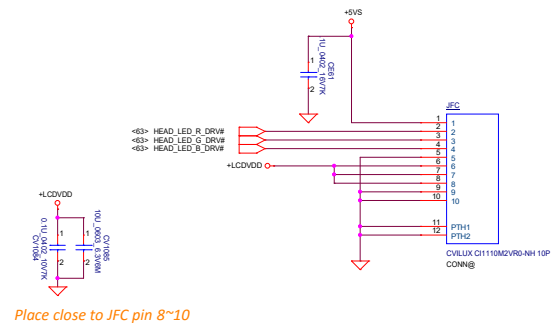 +5VS
1U_0402_16V7K
CE61
1
2
JFC
<63> HEAD_LED_R_DRV#
<63> HEAD_LED_G_DRV#
<63> HEAD_LED_B_DRV#
+LCDVDD
1 1
2 2
3 3
4 4
5 5
6 6
7 7
8 8
9 9
10 10
11 PTH1
12 PTH2
CVILUX CI1110M2VR0-NH 10P
CONN@
+LCDVDD
0.1U_0402_10V7K
CV1084
1
2
10U_0603_6.3V6M
CV1085
1
2
Place close to JFC pin 8~10